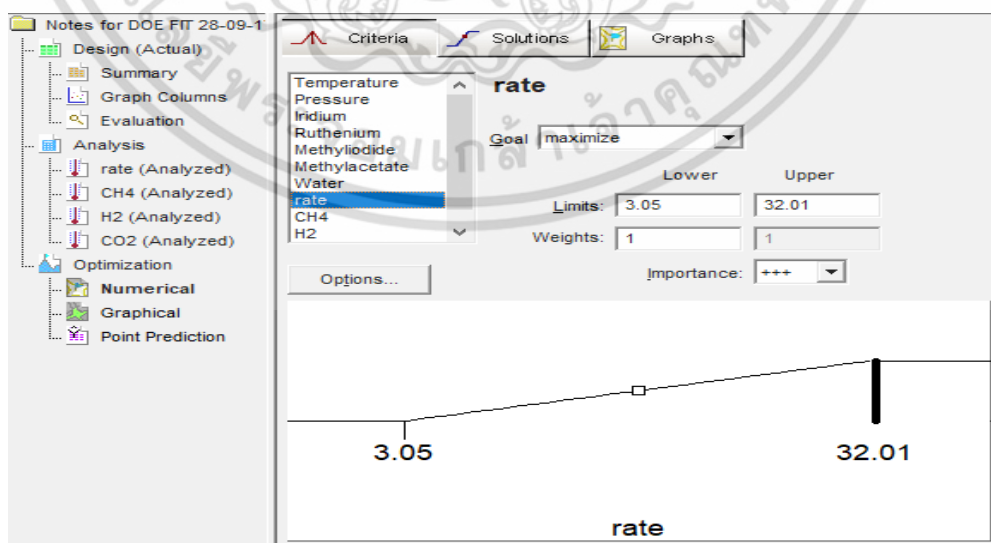 Notes for DOE FIT 28-09-1
Design (Actual)
Summary
Graph Columns
Evaluation
Analysis
rate (Analyzed)
CH4 (Analyzed)
H2 (Analyzed)
CO2 (Analyzed)
Optimization
Numerical
Graphical
Point Prediction
Criteria
Solutions
Graphs
Temperature
Pressure
Iridium
Ruthenium
Methyliodide
Methylacetate
Water
rate
CH4
H2
Options...
rate
Goal maximize
Lower Upper
Limits: 3.05 32.01
Weights: 1 1
Importance: +++
3.05 32.01
rate